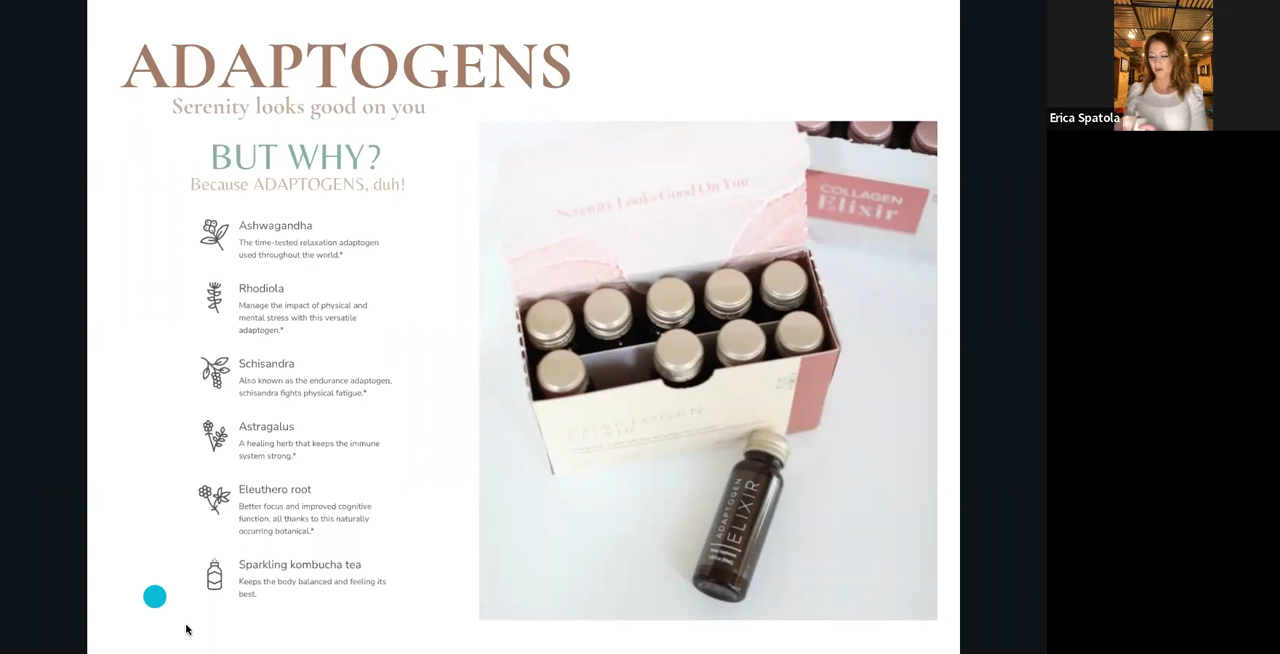 ADAPTOGENS
Serenity looks good on you
BUT WHY?
Because ADAPTOGENS, duh!
Ashwagandha
The time-tested relaxation adaptogen
used throughout the world.*
Rhodiola
Manage the impact of physical and
mental stress with this versatile
adaptogen.*
Schisandra
Also known as the endurance adaptogen,
schisandra fights physical fatigue.*
Astragalus
A healing herb that keeps the immune
system strong.*
Eleuthero root
Better focus and improved cognitive
function, all thanks to this naturally
occurring botanical.*
Sparkling kombucha tea
Keeps the body balanced and feeling its
best.
Serenity Looks Good On You
COLLAGEN
Elixir
ADAPTOGEN
ELIXIR
ADAPTOGEN
ELIXIR
Erica Spatola